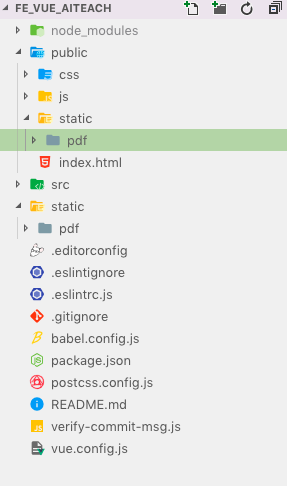 FE_VUE_AITEACH
node_modules
public
css
js
static
pdf
index.html
src
static
pdf
.editorconfig
.eslintignore
.eslintrc.js
.gitignore
babel.config.js
package.json
postcss.config.js
README.md
verify-commit-msg.js
vue.config.js